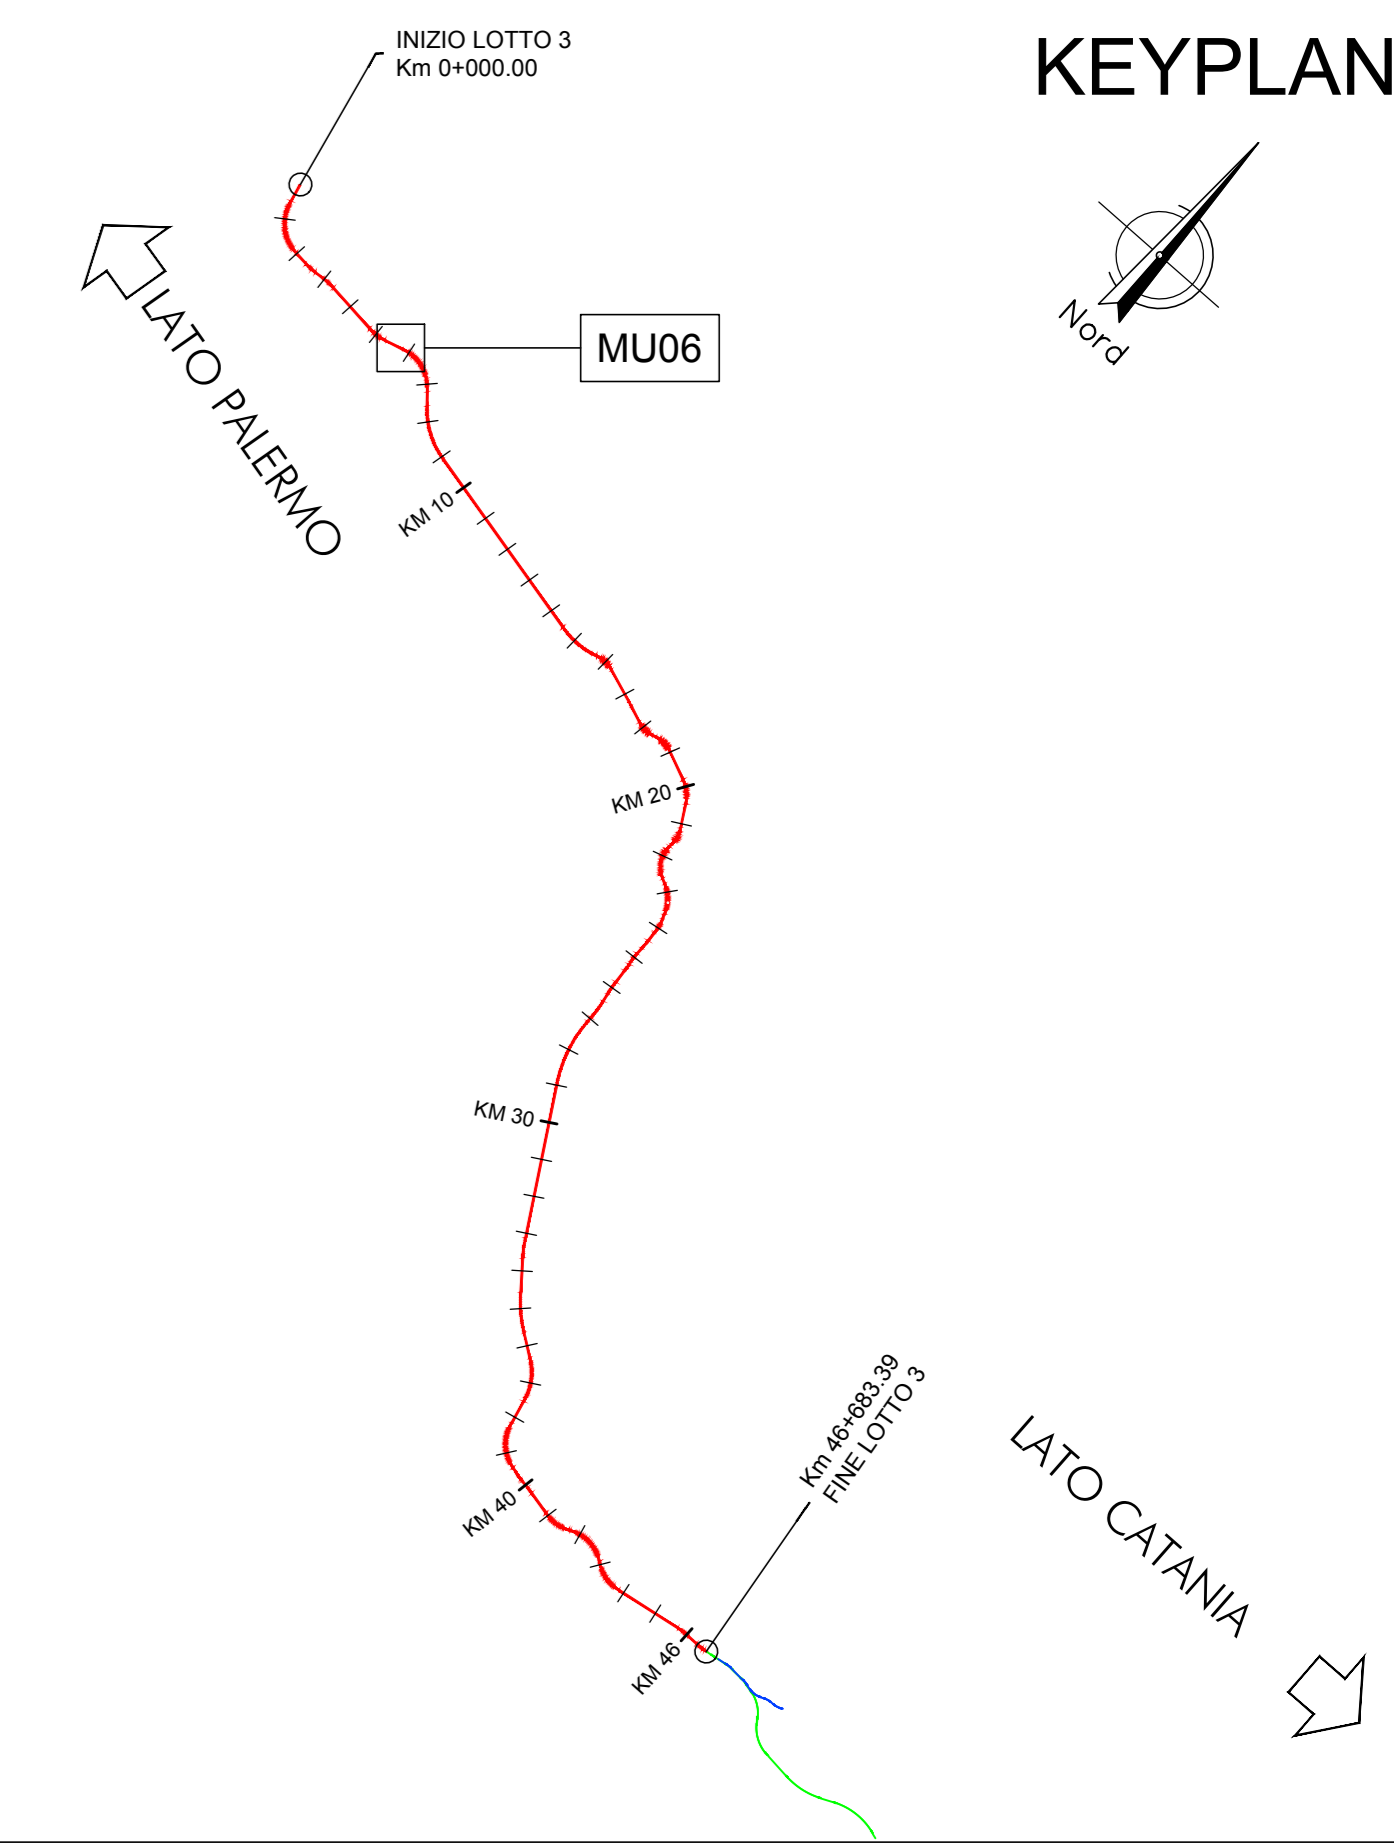 INIZIO LOTTO 3
Km 0+000.00
KEYPLAN
Nord
LATO PALERMO
MU06
KM 10
KM 20
KM 30
Km 46+683.39
FINE LOTTO 3
LATO CATANIA
KM 40
KM 46